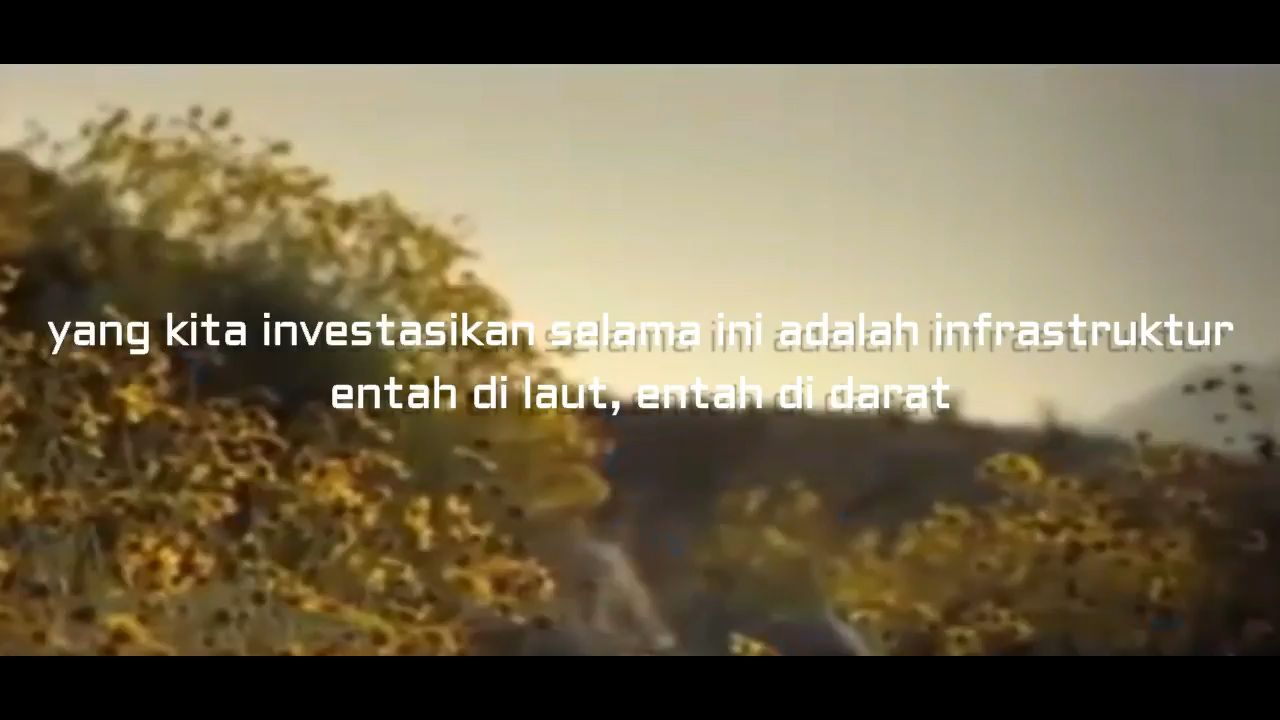 yang kita investasikan selama ini adalah infrastruktur
entah di laut, entah di darat